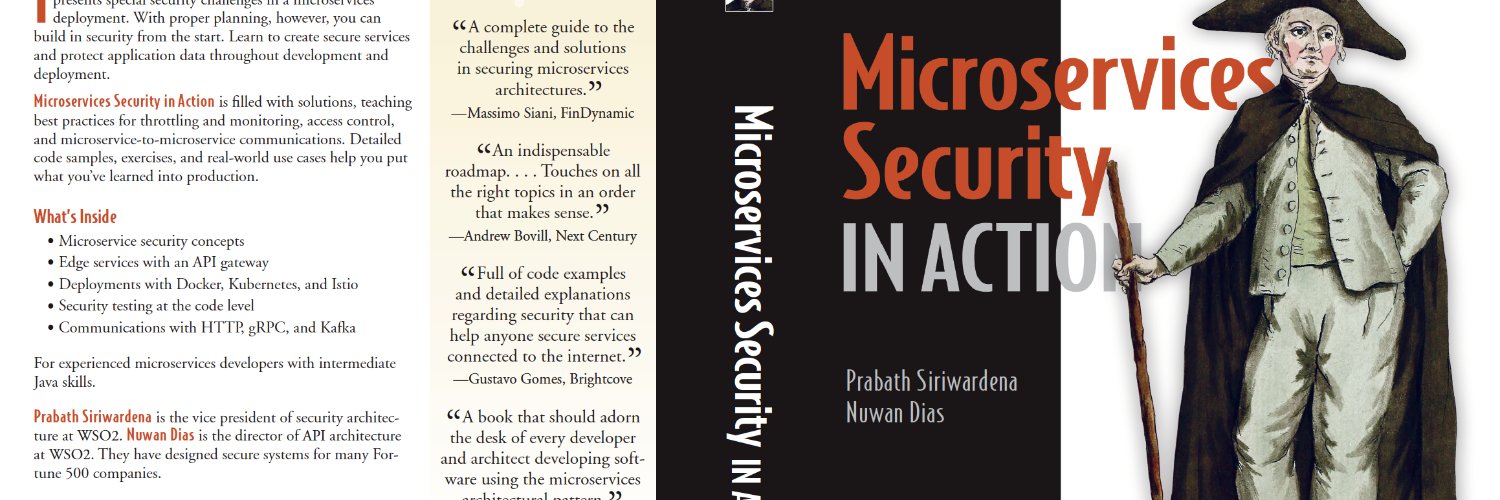 presents special security challenges in a microservices
deployment. With proper planning, however, you can
build in security from the start. Learn to create secure services
and protect application data throughout development and
deployment.
Microservices Security in Action is filled with solutions, teaching
best practices for throttling and monitoring, access control,
and microservice-to-microservice communications. Detailed
code samples, exercises, and real-world use cases help you put
what you’ve learned into production.
What’s Inside
• Microservice security concepts
• Edge services with an API gateway
• Deployments with Docker, Kubernetes, and Istio
• Security testing at the code level
• Communications with HTTP, gRPC, and Kafka
For experienced microservices developers with intermediate
Java skills.
Prabath Siriwardena is the vice president of security architec-
ture at WSO2. Nuwan Dias is the director of API architecture
at WSO2. They have designed secure systems for many For-
tune 500 companies.
“A complete guide to the
challenges and solutions
in securing microservices
architectures.”
—Massimo Siani, FinDynamic
“An indispensable
roadmap. . . . Touches on all
the right topics in an order
that makes sense.”
—Andrew Bovill, Next Century
“Full of code examples
and detailed explanations
regarding security that can
help anyone secure services
connected to the internet.”
—Gustavo Gomes, Brightcove
“A book that should adorn
the desk of every developer
and architect developing soft-
ware using the microservices
architectural pattern.”
Microservices Security IN A
Microservices
Security
IN ACTION
Prabath Siriwardena
Nuwan Dias